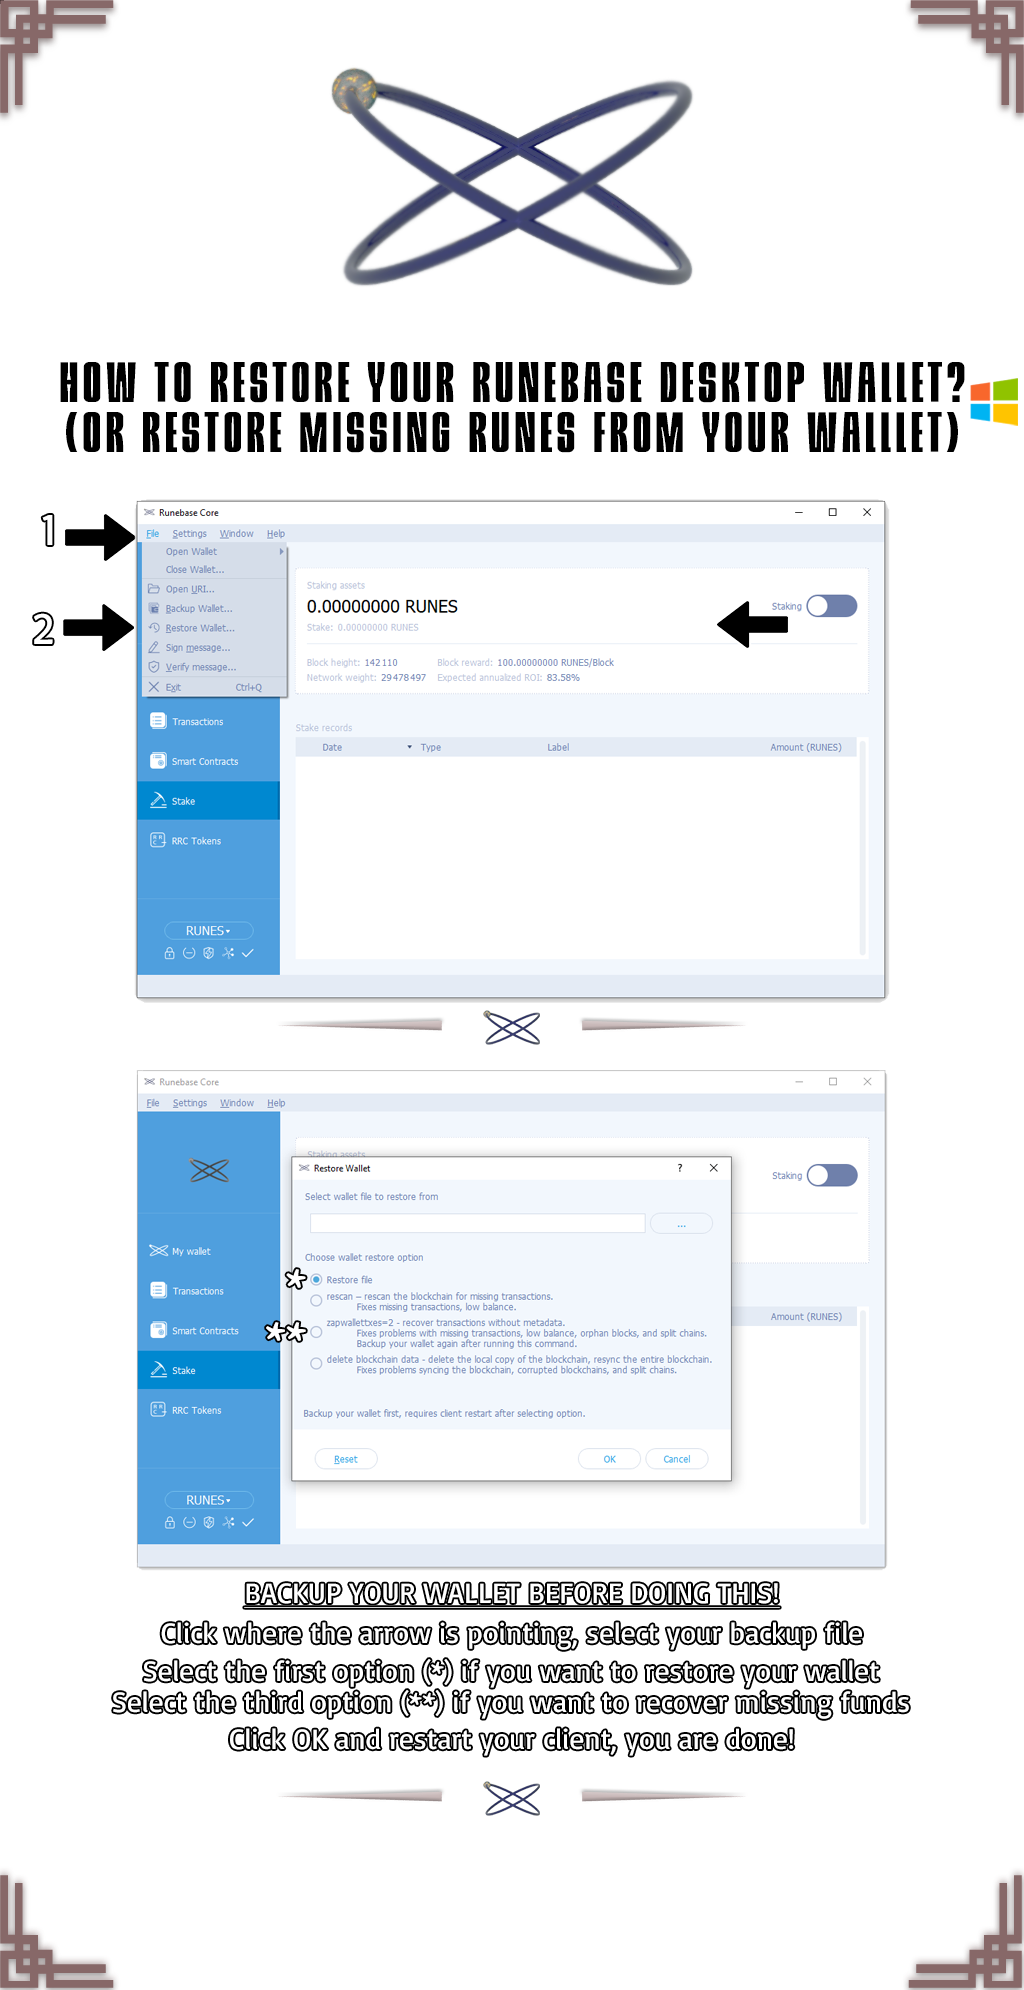 HOW TO RESTORE YOUR RUNEBASE DESKTOP WALLET?
(OR RESTORE MISSING RUNES FROM YOUR WALLLET)
Runebase Core
1
File Settings Window Help
Open Wallet
Close Wallet...
Open URI...
Backup Wallet...
2
Restore Wallet...
Sign message...
Verify message...
Exit Ctrl+Q
Staking assets
0.00000000 RUNES
Staking
Stake: 0.00000000 RUNES
Block height: 142110 Block reward: 100.00000000 RUNES/Block
Network weight: 29478497 Expected annualized ROI: 83.58%
Transactions
Smart Contracts
Stake
RRC Tokens
RUNES
Stake records
Date Type Label Amount (RUNES)
Runebase Core
File Settings Window Help
My wallet
Transactions
Smart Contracts
Stake
RRC Tokens
RUNES
Staking assets
Staking
Amount (RUNES)
Restore Wallet ?
Select wallet file to restore from
...
Choose wallet restore option
* Restore file
rescan – rescan the blockchain for missing transactions.
Fixes missing transactions, low balance.
** zapwallettxes=2 - recover transactions without metadata.
Fixes problems with missing transactions, low balance, orphan blocks, and split chains.
Backup your wallet again after running this command.
delete blockchain data - delete the local copy of the blockchain, resync the entire blockchain.
Fixes problems syncing the blockchain, corrupted blockchains, and split chains.
Backup your wallet first, requires client restart after selecting option.
Reset OK Cancel
BACKUP YOUR WALLET BEFORE DOING THIS!
Click where the arrow is pointing, select your backup file
Select the first option (*) if you want to restore your wallet
Select the third option (**) if you want to recover missing funds
Click OK and restart your client, you are done!